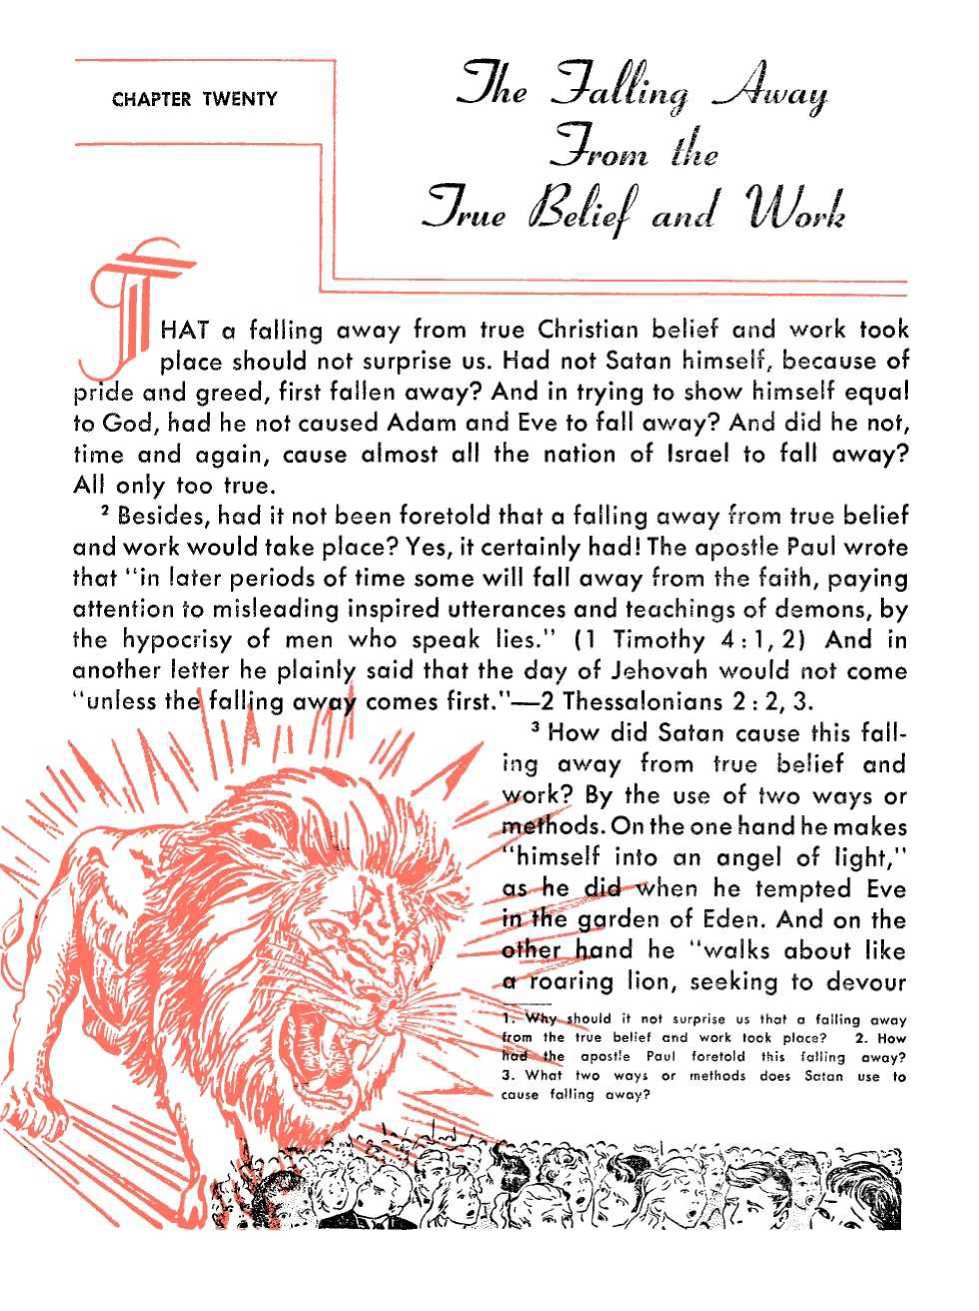 CHAPTER TWENTY
The Falling Away
From the
True Belief and Work
THAT a falling away from true Christian belief and work took
place should not surprise us. Had not Satan himself, because of
pride and greed, first fallen away? And in trying to show himself equal
to God, had he not caused Adam and Eve to fall away? And did he not,
time and again, cause almost all the nation of Israel to fall away?
All only too true.
² Besides, had it not been foretold that a falling away from true belief
and work would take place? Yes, it certainly had! The apostle Paul wrote
that "in later periods of time some will fall away from the faith, paying
attention to misleading inspired utterances and teachings of demons, by
the hypocrisy of men who speak lies." (1 Timothy 4:1, 2) And in
another letter he plainly said that the day of Jehovah would not come
"unless the falling away comes first."—2 Thessalonians 2:2, 3.
³ How did Satan cause this fall-
ing away from true belief and
work? By the use of two ways or
methods. On the one hand he makes
"himself into an angel of light,"
as he did when he tempted Eve
in the garden of Eden. And on the
other hand he "walks about like
a roaring lion, seeking to devour
1. Why should it not surprise us that a falling away
from the true belief and work took place? 2. How
had the apostle Paul foretold this falling away?
3. What two ways or methods does Satan use to
cause falling away?